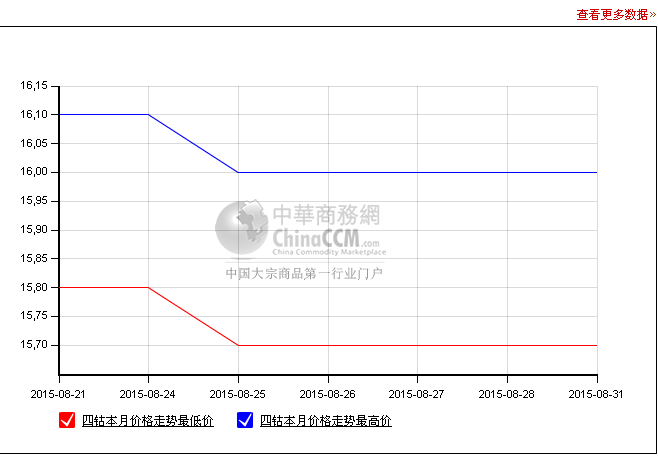 查看更多数据»
16,15
16,10
16,05
16,00
15,95
15,90
15,85
15,80
15,75
15,70
中華商務網
ChinaCCM.com
China Commodity Marketplace
中国大宗商品第一行业门户
2015-08-21 2015-08-24 2015-08-25 2015-08-26 2015-08-27 2015-08-28 2015-08-31
四钴本月价格走势最低价 四钴本月价格走势最高价